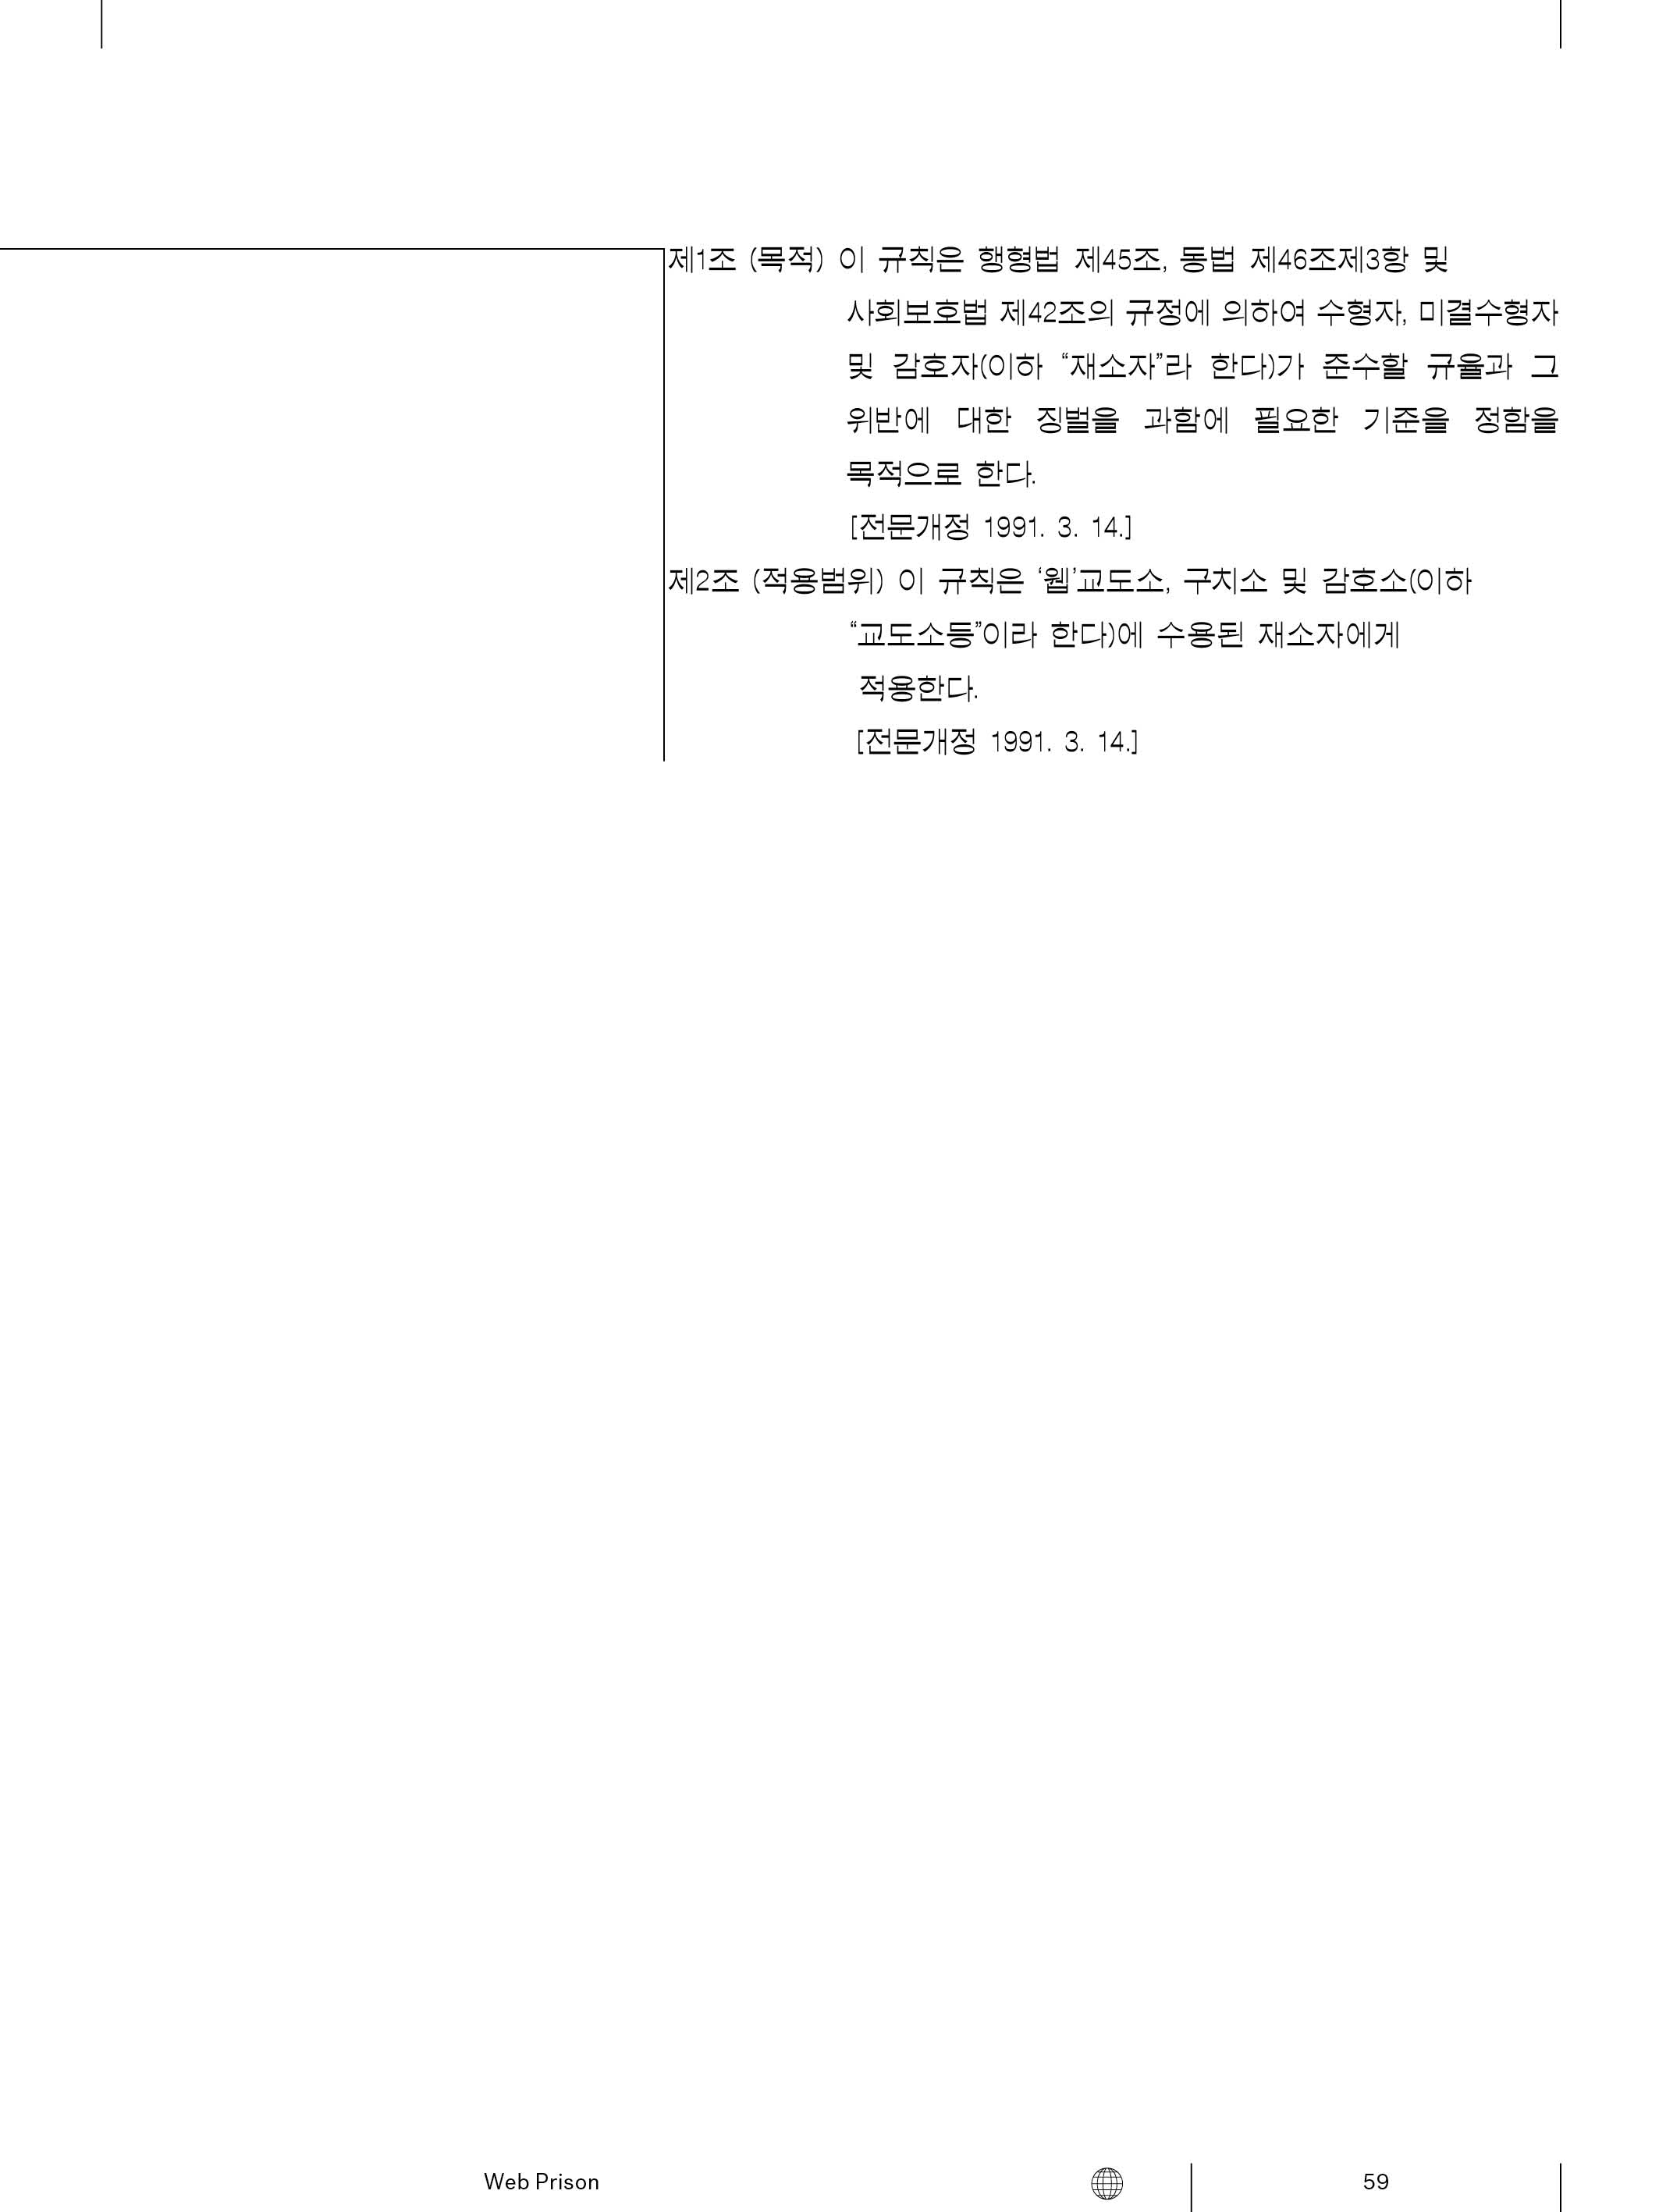 제1조 (목적) 이 규칙은 행형법 제45조, 동법 제46조제3항 및
사회보호법 제42조의 규정에 의하여 수형자, 미결수형자
및 감호자(이하 “재소자”라 한다)가 준수할 규율과 그
위반에 대한 징벌을 과함에 필요한 기준을 정함을
목적으로 한다.
[전문개정 1991. 3. 14.]
제2조 (적용범위) 이 규칙은 ‘웹’교도소, 구치소 및 감호소(이하
“교도소등”이라 한다)에 수용된 재소자에게
적용한다.
[전문개정 1991. 3. 14.]
Web Prison 59